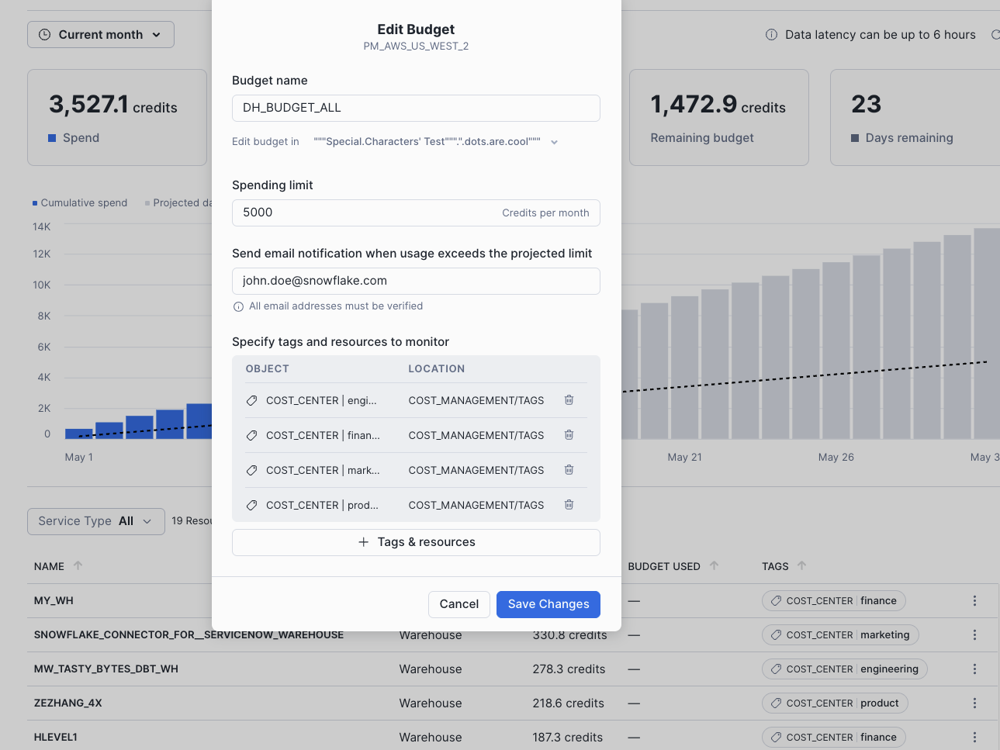 Current month
Data latency can be up to 6 hours
3,527.1 credits
Spend
1,472.9 credits
Remaining budget
23
Days remaining
Cumulative spend
Projected da
14K
12K
10K
8K
6K
4K
2K
0
May 1
May 21
May 26
May 3
Edit Budget
PM_AWS_US_WEST_2
Budget name
DH_BUDGET_ALL
Edit budget in """Special.Characters' Test"""."​.dots.are.cool"""
Spending limit
5000 Credits per month
Send email notification when usage exceeds the projected limit
john.doe@snowflake.com
All email addresses must be verified
Specify tags and resources to monitor
OBJECT LOCATION
COST_CENTER | engi... COST_MANAGEMENT/TAGS
COST_CENTER | finan... COST_MANAGEMENT/TAGS
COST_CENTER | mark... COST_MANAGEMENT/TAGS
COST_CENTER | prod... COST_MANAGEMENT/TAGS
+ Tags & resources
Cancel Save Changes
Service Type All 19 Resou
NAME BUDGET USED TAGS
MY_WH — COST_CENTER | finance
SNOWFLAKE_CONNECTOR_FOR__SERVICENOW_WAREHOUSE Warehouse 330.8 credits — COST_CENTER | marketing
MW_TASTY_BYTES_DBT_WH Warehouse 278.3 credits — COST_CENTER | engineering
ZEZHANG_4X Warehouse 218.6 credits — COST_CENTER | product
HLEVEL1 Warehouse 187.3 credits — COST_CENTER | finance